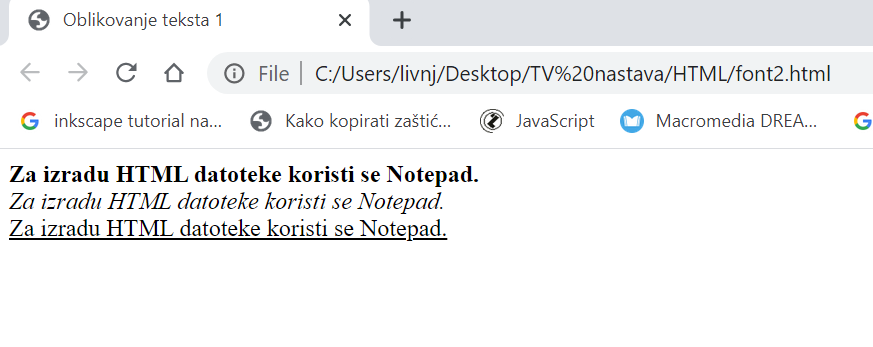 Oblikovanje teksta 1
File
C:/Users/livnj/Desktop/TV%20nastava/HTML/font2.html
inkscape tutorial na...
Kako kopirati zaštić...
JavaScript
Macromedia DREA...
Za izradu HTML datoteke koristi se Notepad.
Za izradu HTML datoteke koristi se Notepad.
Za izradu HTML datoteke koristi se Notepad.